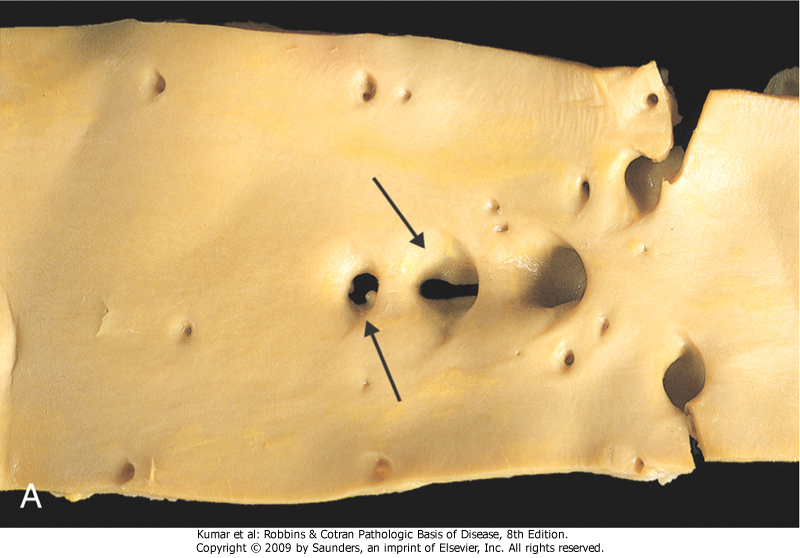 A
Kumar et al: Robbins & Cotran Pathologic Basis of Disease, 8th Edition.
Copyright © 2009 by Saunders, an imprint of Elsevier, Inc. All rights reserved.